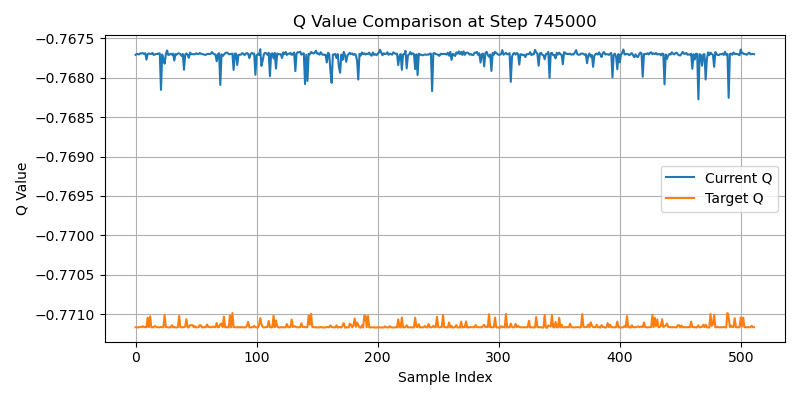 Q Value Comparison at Step 745000
−0.7675
−0.7680
−0.7685
−0.7690
−0.7695
−0.7700
−0.7705
−0.7710
Q Value
Current Q
Target Q
0 100 200 300 400 500
Sample Index